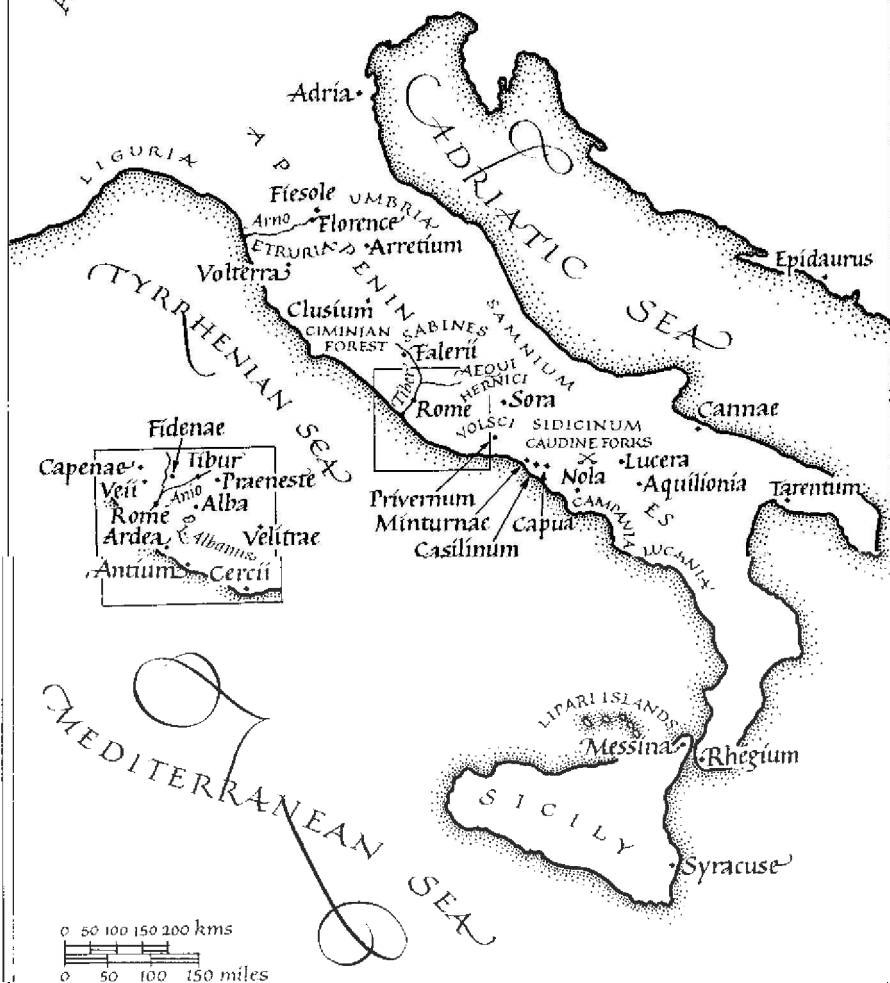 Adria
ADRIATIC SEA
LIGURIA
APENNINES
Fiesole
UMBRIA
Arno
Florence
ETRURIA
Arretium
Volterra
Epidaurus
TYRRHENIAN SEA
Clusium
CIMINIAN
FOREST
SABINES
SAMNIUM
Falerii
AEQUI
HERNICI
Tiber
Rome
Sora
Cannae
VOLSCI
SIDICINUM
CAUDINE FORKS
Lucera
Nola
Aquilionia
Tarentum
Privernum
Minturnae
Capua
Casilinum
CAMPANIA
LUCANIA
Fidenae
Capenae
Tibur
Veii
Anio
Praeneste
Rome
Alba
Ardea
Albanus
Velitrae
Antium
Cercii
MEDITERRANEAN SEA
LIPARI ISLANDS
Messina
Rhegium
SICILY
Syracuse
0 50 100 150 200 kms
0 50 100 150 miles